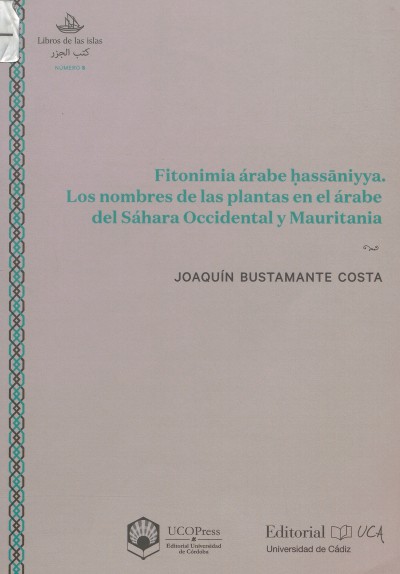 Libros de las islas
كتب الجزر
NÚMERO 9
Fitonimia árabe ḥassāniyya.
Los nombres de las plantas en el árabe
del Sáhara Occidental y Mauritania
JOAQUÍN BUSTAMANTE COSTA
UCOPress
Editorial Universidad
de Córdoba
Editorial UCA
Universidad de Cádiz